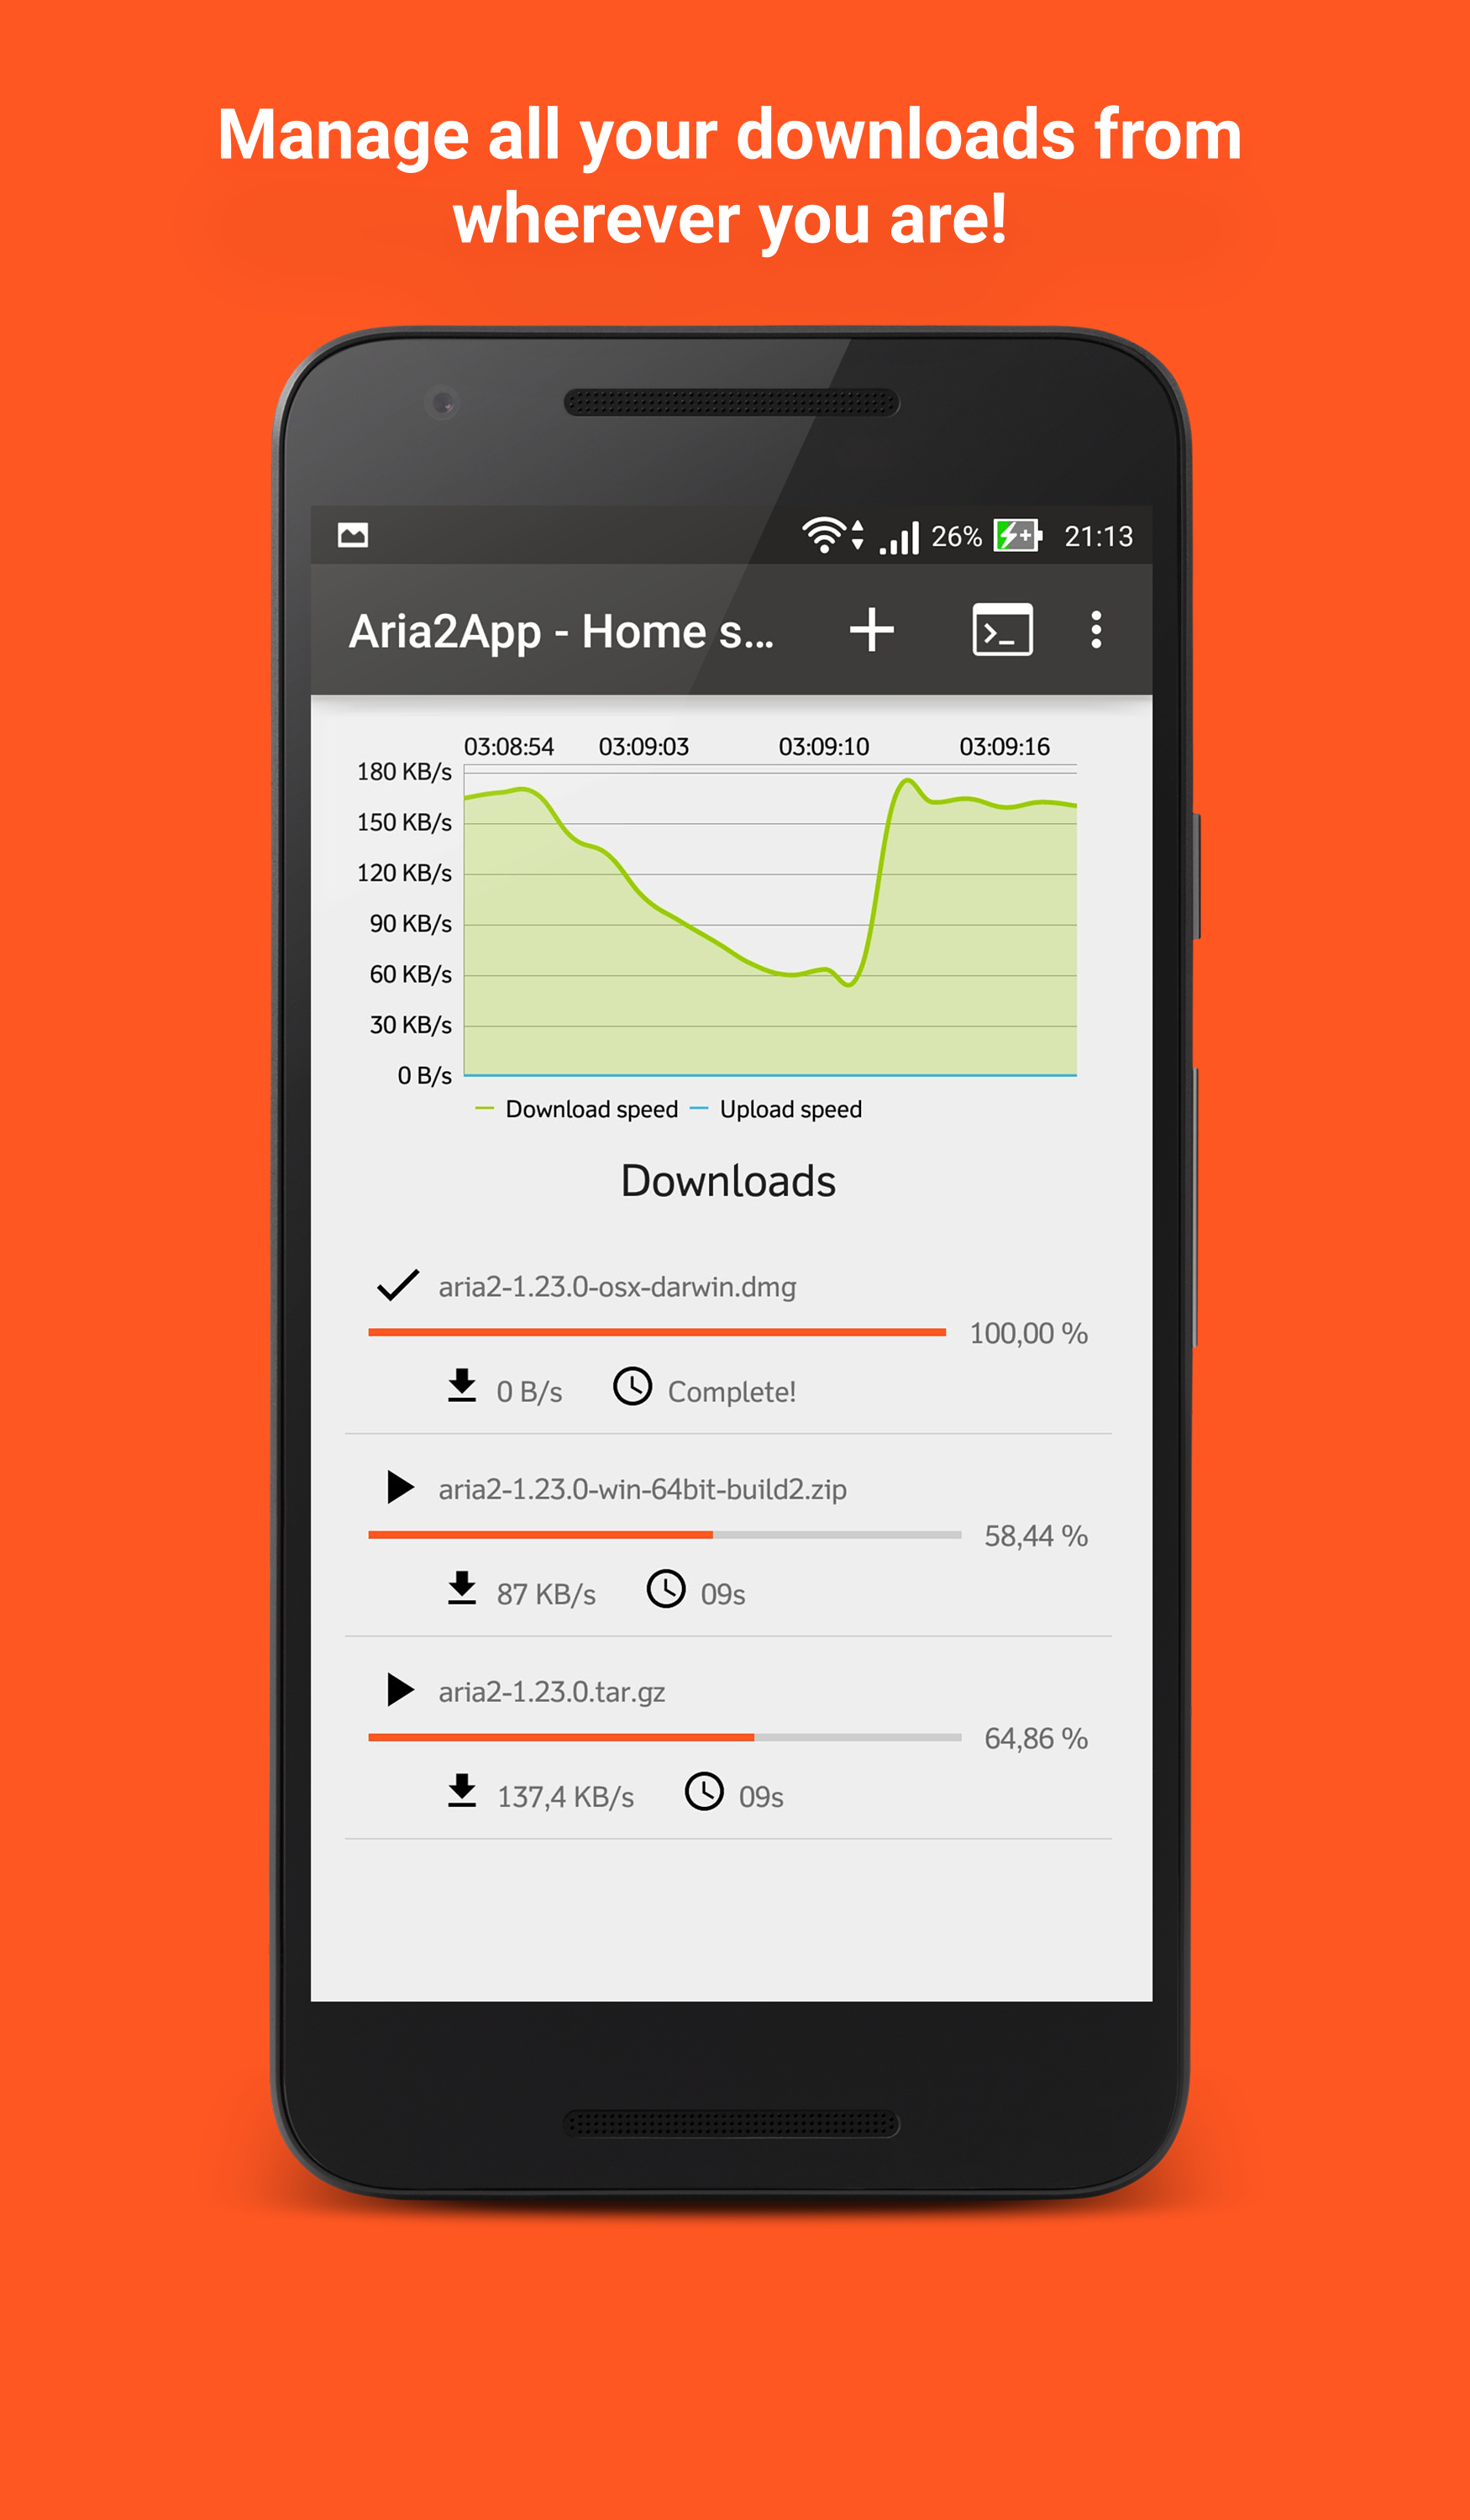 Manage all your downloads from
wherever you are!
26% 21:13
Aria2App - Home s...
03:08:54 03:09:03 03:09:10 03:09:16
180 KB/s
150 KB/s
120 KB/s
90 KB/s
60 KB/s
30 KB/s
0 B/s
Download speed Upload speed
Downloads
aria2-1.23.0-osx-darwin.dmg
100,00 %
0 B/s Complete!
aria2-1.23.0-win-64bit-build2.zip
58,44 %
87 KB/s 09s
aria2-1.23.0.tar.gz
64,86 %
137,4 KB/s 09s